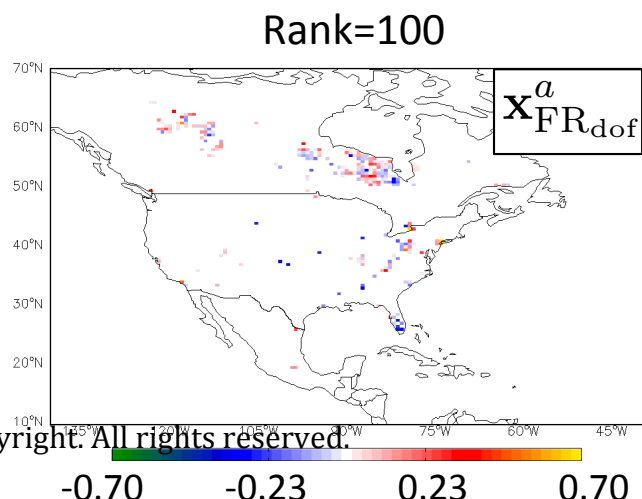 Rank=100
70°N
x^a_FR_dof
60°N
50°N
40°N
30°N
20°N
10°N
75°W 60°W 45°W
yright. All rights reserved.
-0.70 -0.23 0.23 0.70